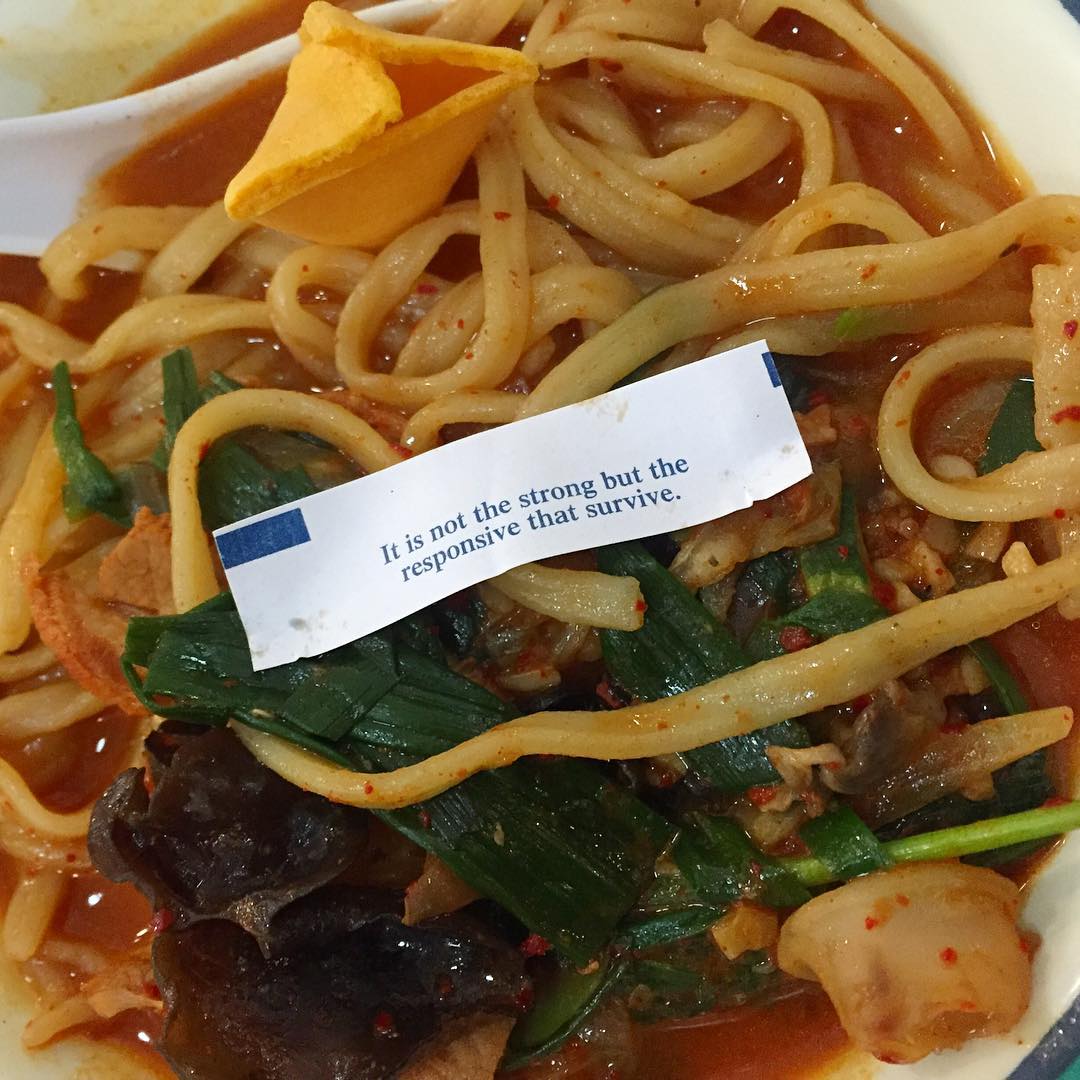 It is not the strong but the
responsive that survive.